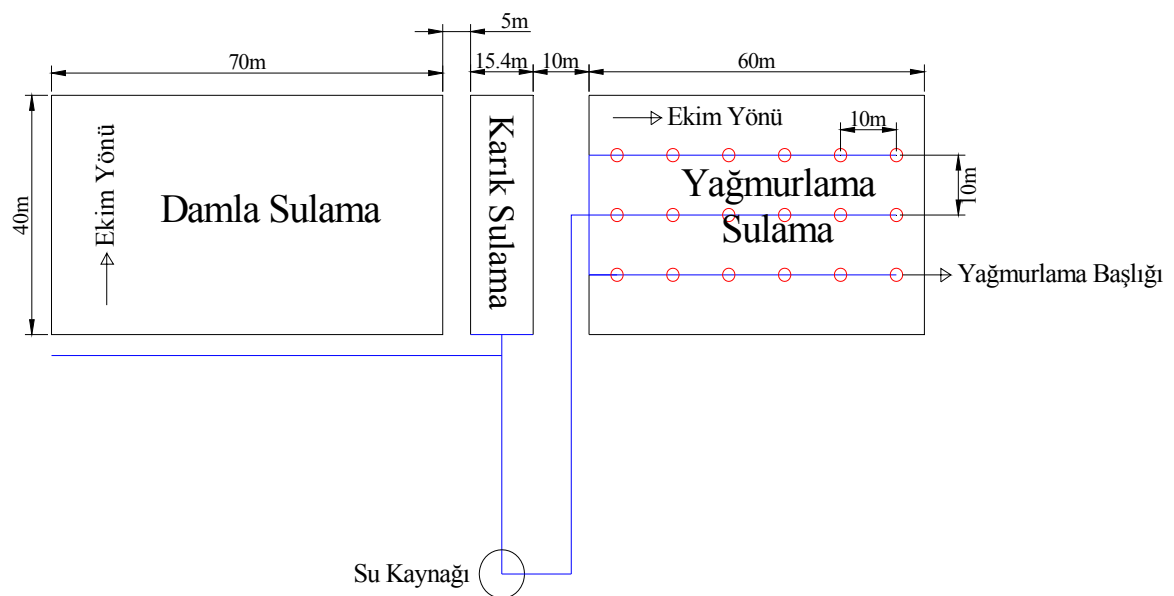 5m
70m
15.4m
10m
60m
40m
Ekim Yönü
Damla Sulama
Karık Sulama
Ekim Yönü
10m
10m
Yağmurlama
Sulama
Yağmurlama Başlığı
Su Kaynağı